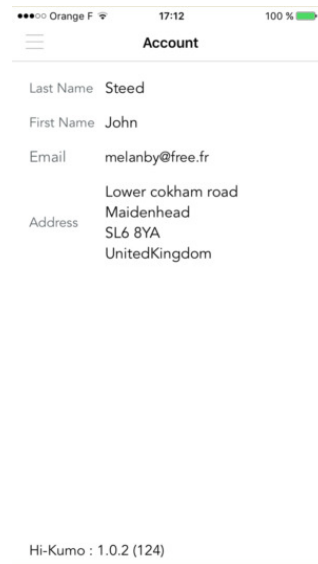 Orange F 17:12 100 %
Account
Last Name Steed
First Name John
Email melanby@free.fr
Address
Lower cokham road
Maidenhead
SL6 8YA
UnitedKingdom
Hi-Kumo : 1.0.2 (124)